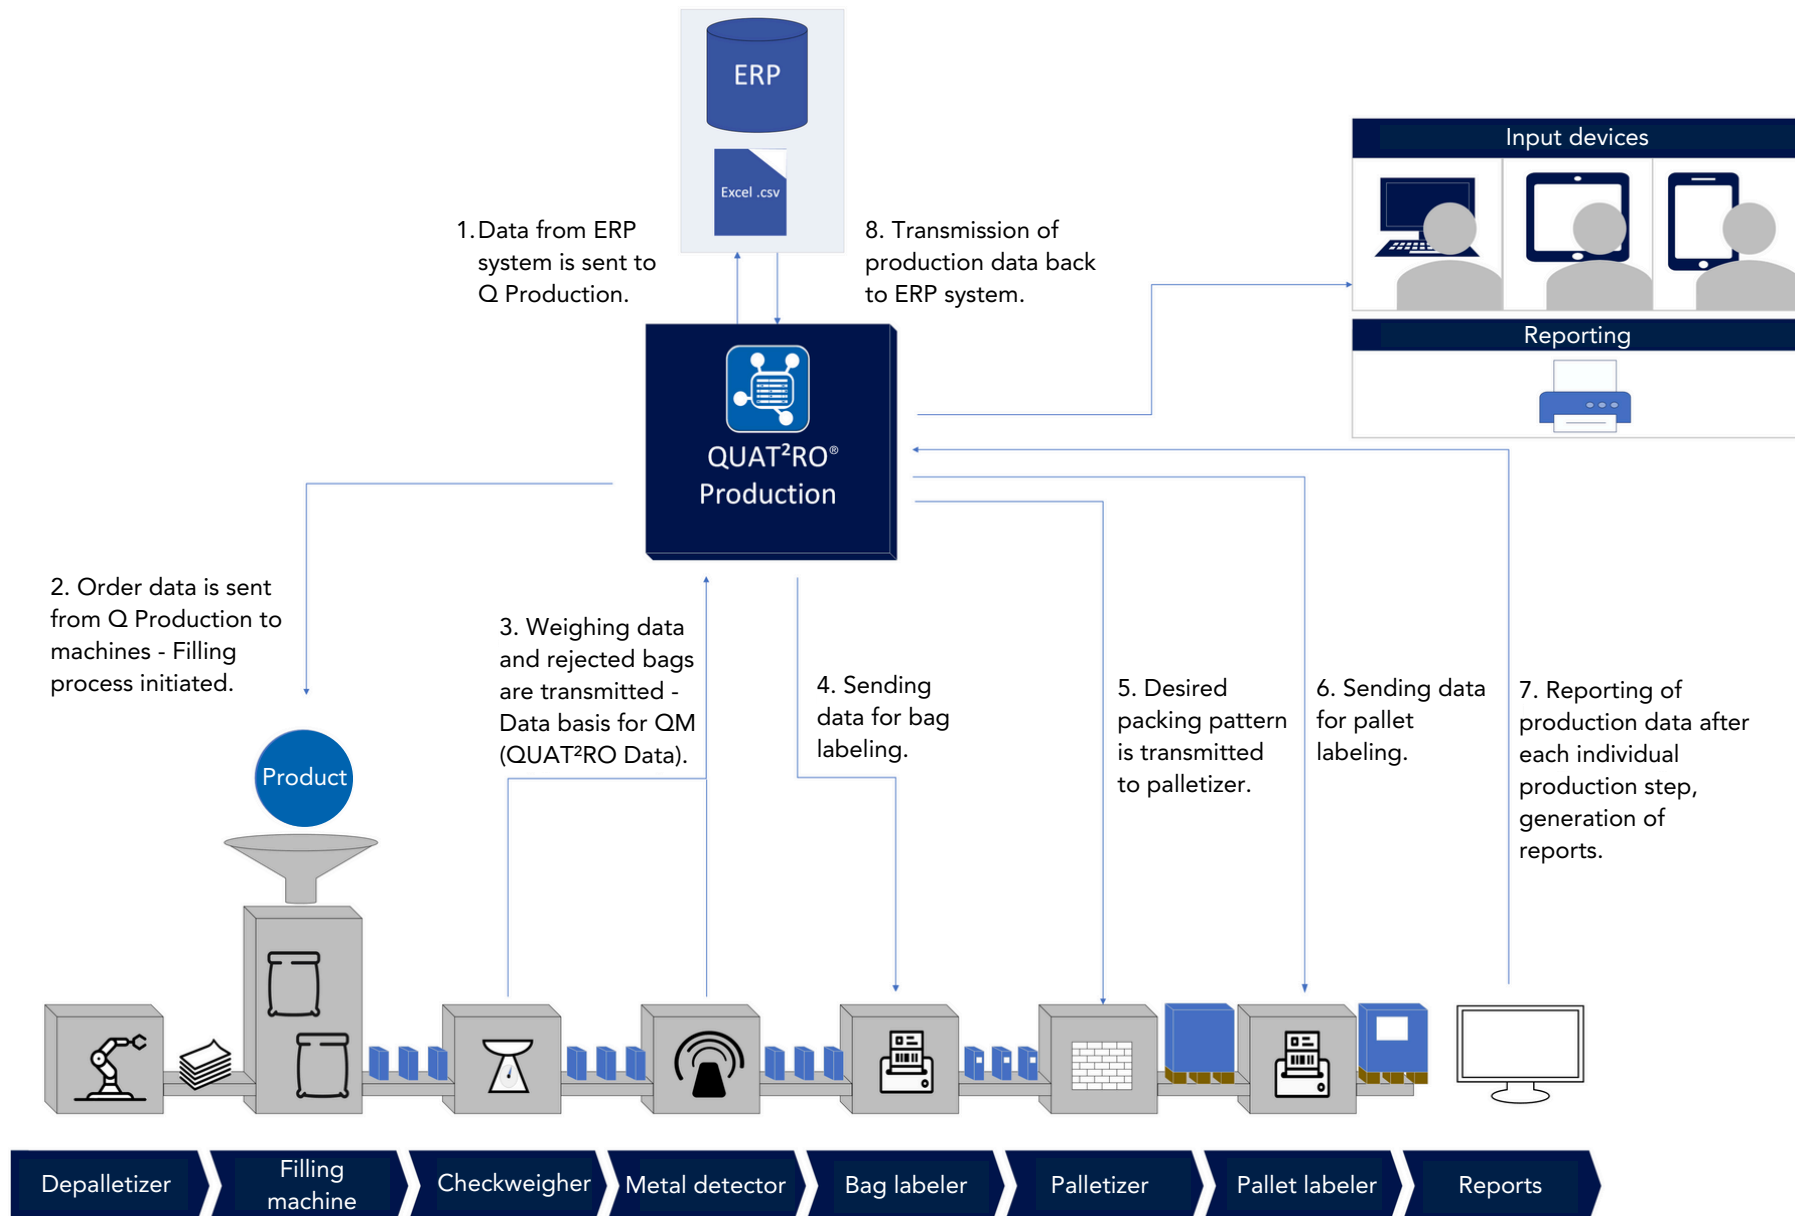 ERP
Excel .csv
1. Data from ERP
system is sent to
Q Production.
8. Transmission of
production data back
to ERP system.
Input devices
Reporting
QUAT²RO®
Production
2. Order data is sent
from Q Production to
machines - Filling
process initiated.
3. Weighing data
and rejected bags
are transmitted -
Data basis for QM
(QUAT²RO Data).
4. Sending
data for bag
labeling.
5. Desired
packing pattern
is transmitted
to palletizer.
6. Sending data
for pallet
labeling.
7. Reporting of
production data after
each individual
production step,
generation of
reports.
Product
Depalletizer
Filling
machine
Checkweigher
Metal detector
Bag labeler
Palletizer
Pallet labeler
Reports